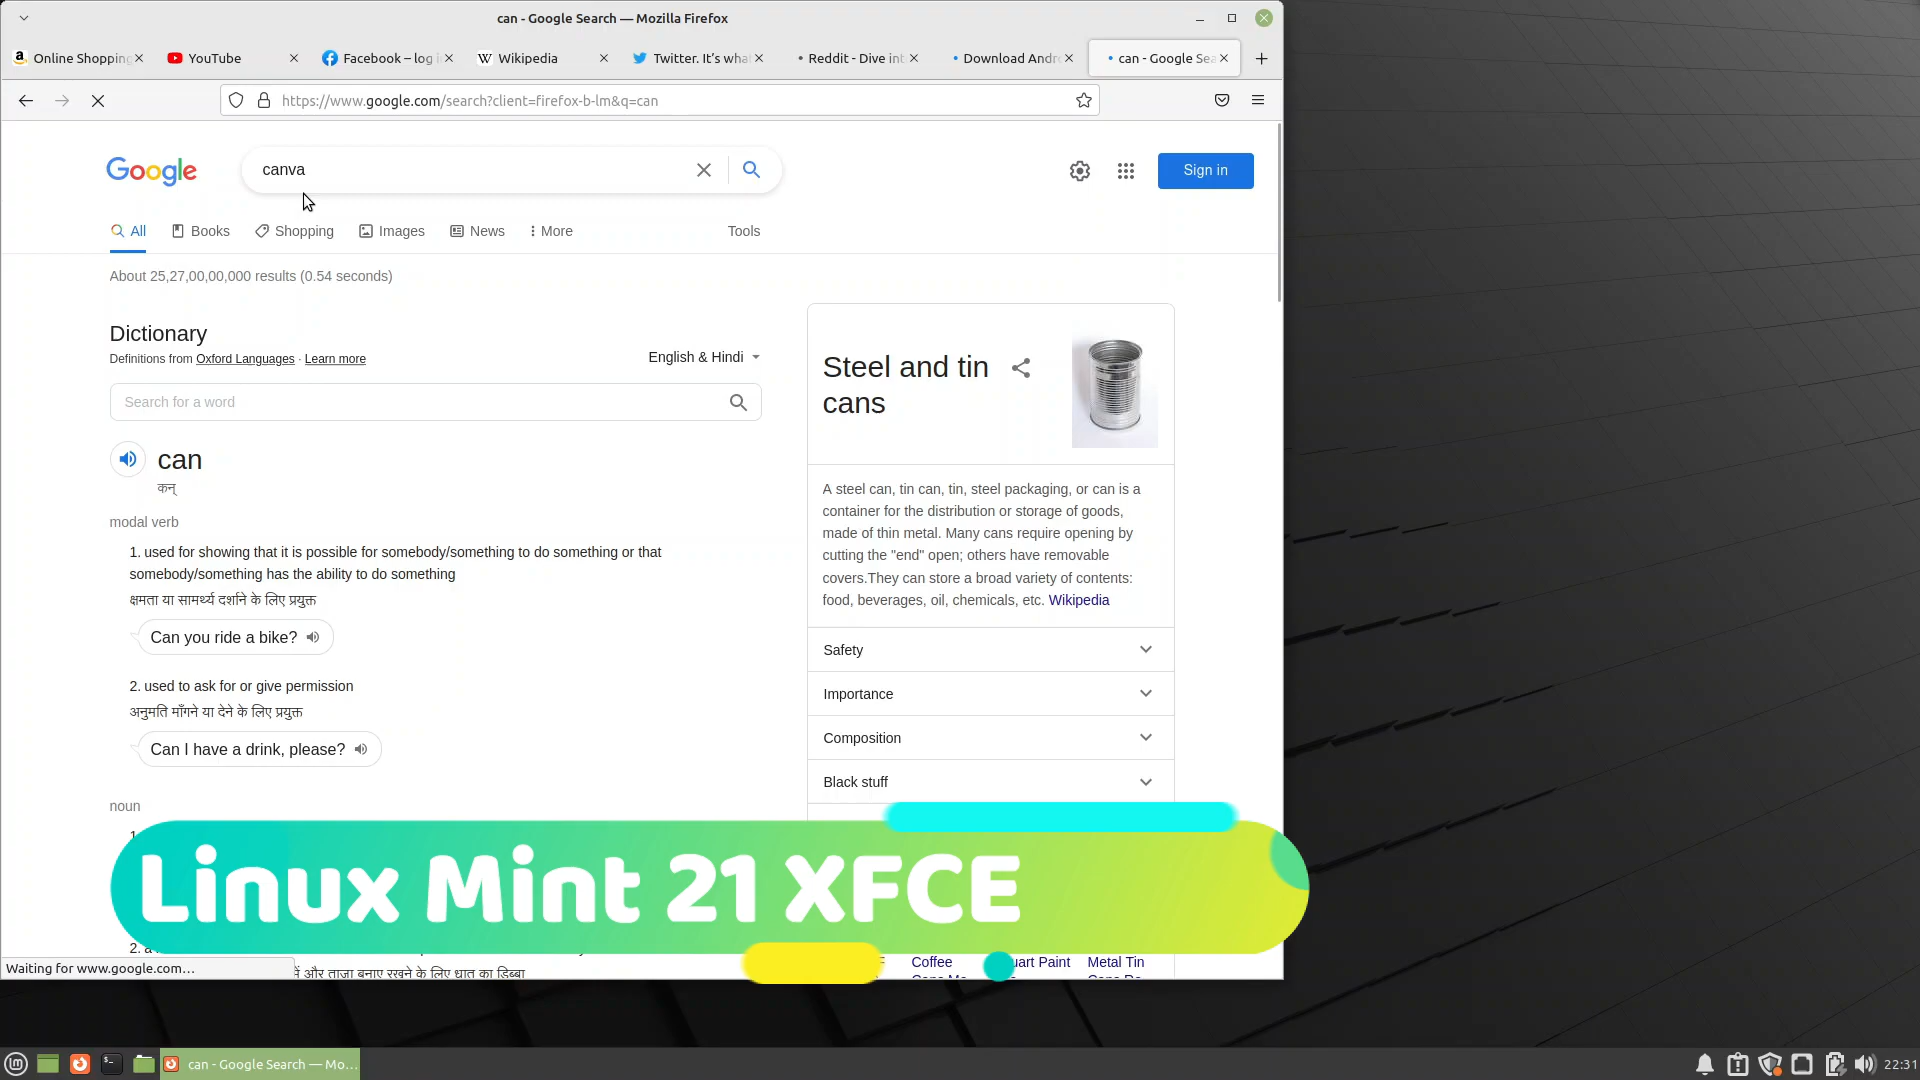 can - Google Search — Mozilla Firefox
Online Shopping
YouTube
Facebook – log i
Wikipedia
Twitter. It's what
Reddit - Dive int
Download Andr
can - Google Sea
https://www.google.com/search?client=firefox-b-lm&q=can
Google
canva
Sign in
All
Books
Shopping
Images
News
More
Tools
About 25,27,00,00,000 results (0.54 seconds)
Dictionary
Definitions from Oxford Languages · Learn more
English & Hindi
Search for a word
can
कन्
modal verb
1. used for showing that it is possible for somebody/something to do something or that
somebody/something has the ability to do something
क्षमता या सामर्थ्य दर्शाने के लिए प्रयुक्त
Can you ride a bike?
2. used to ask for or give permission
अनुमति माँगने या देने के लिए प्रयुक्त
Can I have a drink, please?
noun
Steel and tin
cans
A steel can, tin can, tin, steel packaging, or can is a
container for the distribution or storage of goods,
made of thin metal. Many cans require opening by
cutting the "end" open; others have removable
covers.They can store a broad variety of contents:
food, beverages, oil, chemicals, etc. Wikipedia
Safety
Importance
Composition
Black stuff
Linux Mint 21 XFCE
2. a
Waiting for www.google.com…
और ताज़ा बनाए रखने के लिए धातु का डिब्बा
Coffee
Paint
Metal Tin
can - Google Search — Mo...
22:31